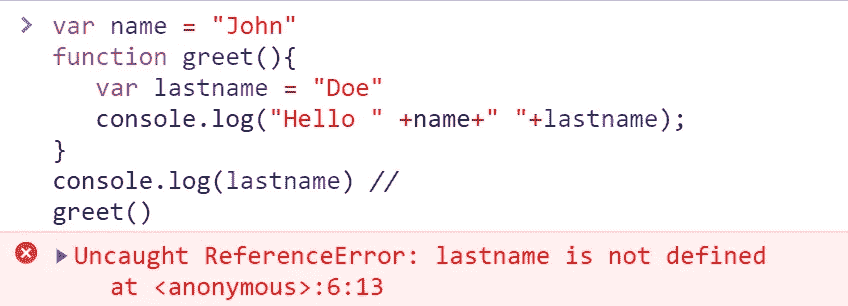 > var name = "John"
function greet(){
var lastname = "Doe"
console.log("Hello " +name+" "+lastname);
}
console.log(lastname) //
greet()
Uncaught ReferenceError: lastname is not defined
at <anonymous>:6:13